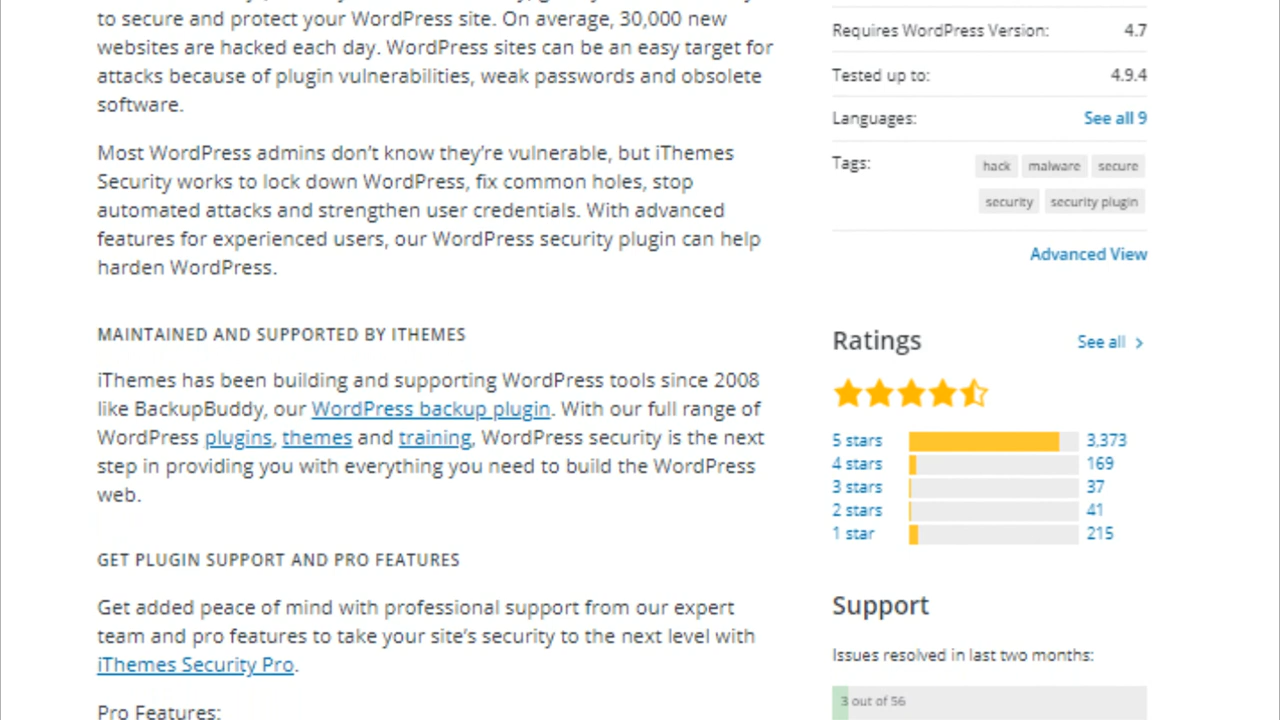 to secure and protect your WordPress site. On average, 30,000 new
websites are hacked each day. WordPress sites can be an easy target for
attacks because of plugin vulnerabilities, weak passwords and obsolete
software.
Most WordPress admins don’t know they’re vulnerable, but iThemes
Security works to lock down WordPress, fix common holes, stop
automated attacks and strengthen user credentials. With advanced
features for experienced users, our WordPress security plugin can help
harden WordPress.
MAINTAINED AND SUPPORTED BY ITHEMES
iThemes has been building and supporting WordPress tools since 2008
like BackupBuddy, our WordPress backup plugin. With our full range of
WordPress plugins, themes and training, WordPress security is the next
step in providing you with everything you need to build the WordPress
web.
GET PLUGIN SUPPORT AND PRO FEATURES
Get added peace of mind with professional support from our expert
team and pro features to take your site’s security to the next level with
iThemes Security Pro.
Pro Features:
Requires WordPress Version: 4.7
Tested up to: 4.9.4
Languages: See all 9
Tags: hack malware secure
security security plugin
Advanced View
Ratings See all >
5 stars 3,373
4 stars 169
3 stars 37
2 stars 41
1 star 215
Support
Issues resolved in last two months:
3 out of 56